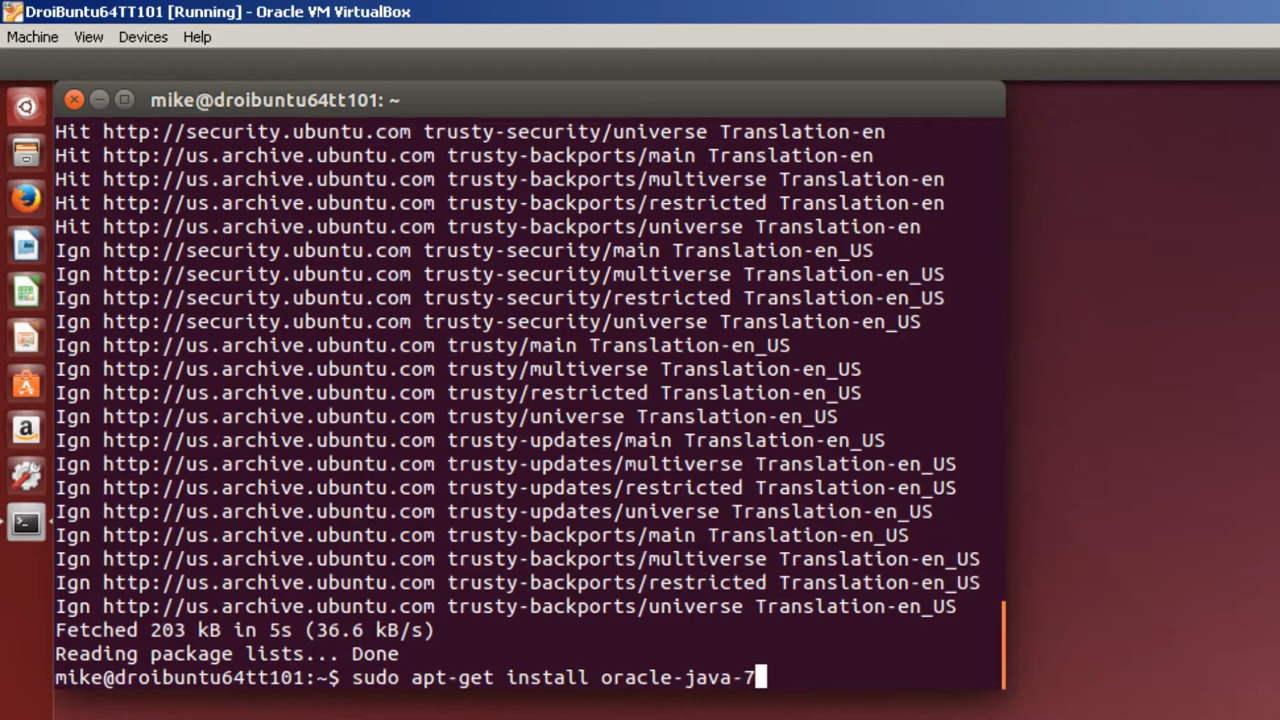 DroiBuntu64TT101 [Running] - Oracle VM VirtualBox
Machine View Devices Help
mike@droibuntu64tt101: ~
Hit http://security.ubuntu.com trusty-security/universe Translation-en
Hit http://us.archive.ubuntu.com trusty-backports/main Translation-en
Hit http://us.archive.ubuntu.com trusty-backports/multiverse Translation-en
Hit http://us.archive.ubuntu.com trusty-backports/restricted Translation-en
Hit http://us.archive.ubuntu.com trusty-backports/universe Translation-en
Ign http://security.ubuntu.com trusty-security/main Translation-en_US
Ign http://security.ubuntu.com trusty-security/multiverse Translation-en_US
Ign http://security.ubuntu.com trusty-security/restricted Translation-en_US
Ign http://security.ubuntu.com trusty-security/universe Translation-en_US
Ign http://us.archive.ubuntu.com trusty/main Translation-en_US
Ign http://us.archive.ubuntu.com trusty/multiverse Translation-en_US
Ign http://us.archive.ubuntu.com trusty/restricted Translation-en_US
Ign http://us.archive.ubuntu.com trusty/universe Translation-en_US
Ign http://us.archive.ubuntu.com trusty-updates/main Translation-en_US
Ign http://us.archive.ubuntu.com trusty-updates/multiverse Translation-en_US
Ign http://us.archive.ubuntu.com trusty-updates/restricted Translation-en_US
Ign http://us.archive.ubuntu.com trusty-updates/universe Translation-en_US
Ign http://us.archive.ubuntu.com trusty-backports/main Translation-en_US
Ign http://us.archive.ubuntu.com trusty-backports/multiverse Translation-en_US
Ign http://us.archive.ubuntu.com trusty-backports/restricted Translation-en_US
Ign http://us.archive.ubuntu.com trusty-backports/universe Translation-en_US
Fetched 203 kB in 5s (36.6 kB/s)
Reading package lists... Done
mike@droibuntu64tt101:~$ sudo apt-get install oracle-java-7